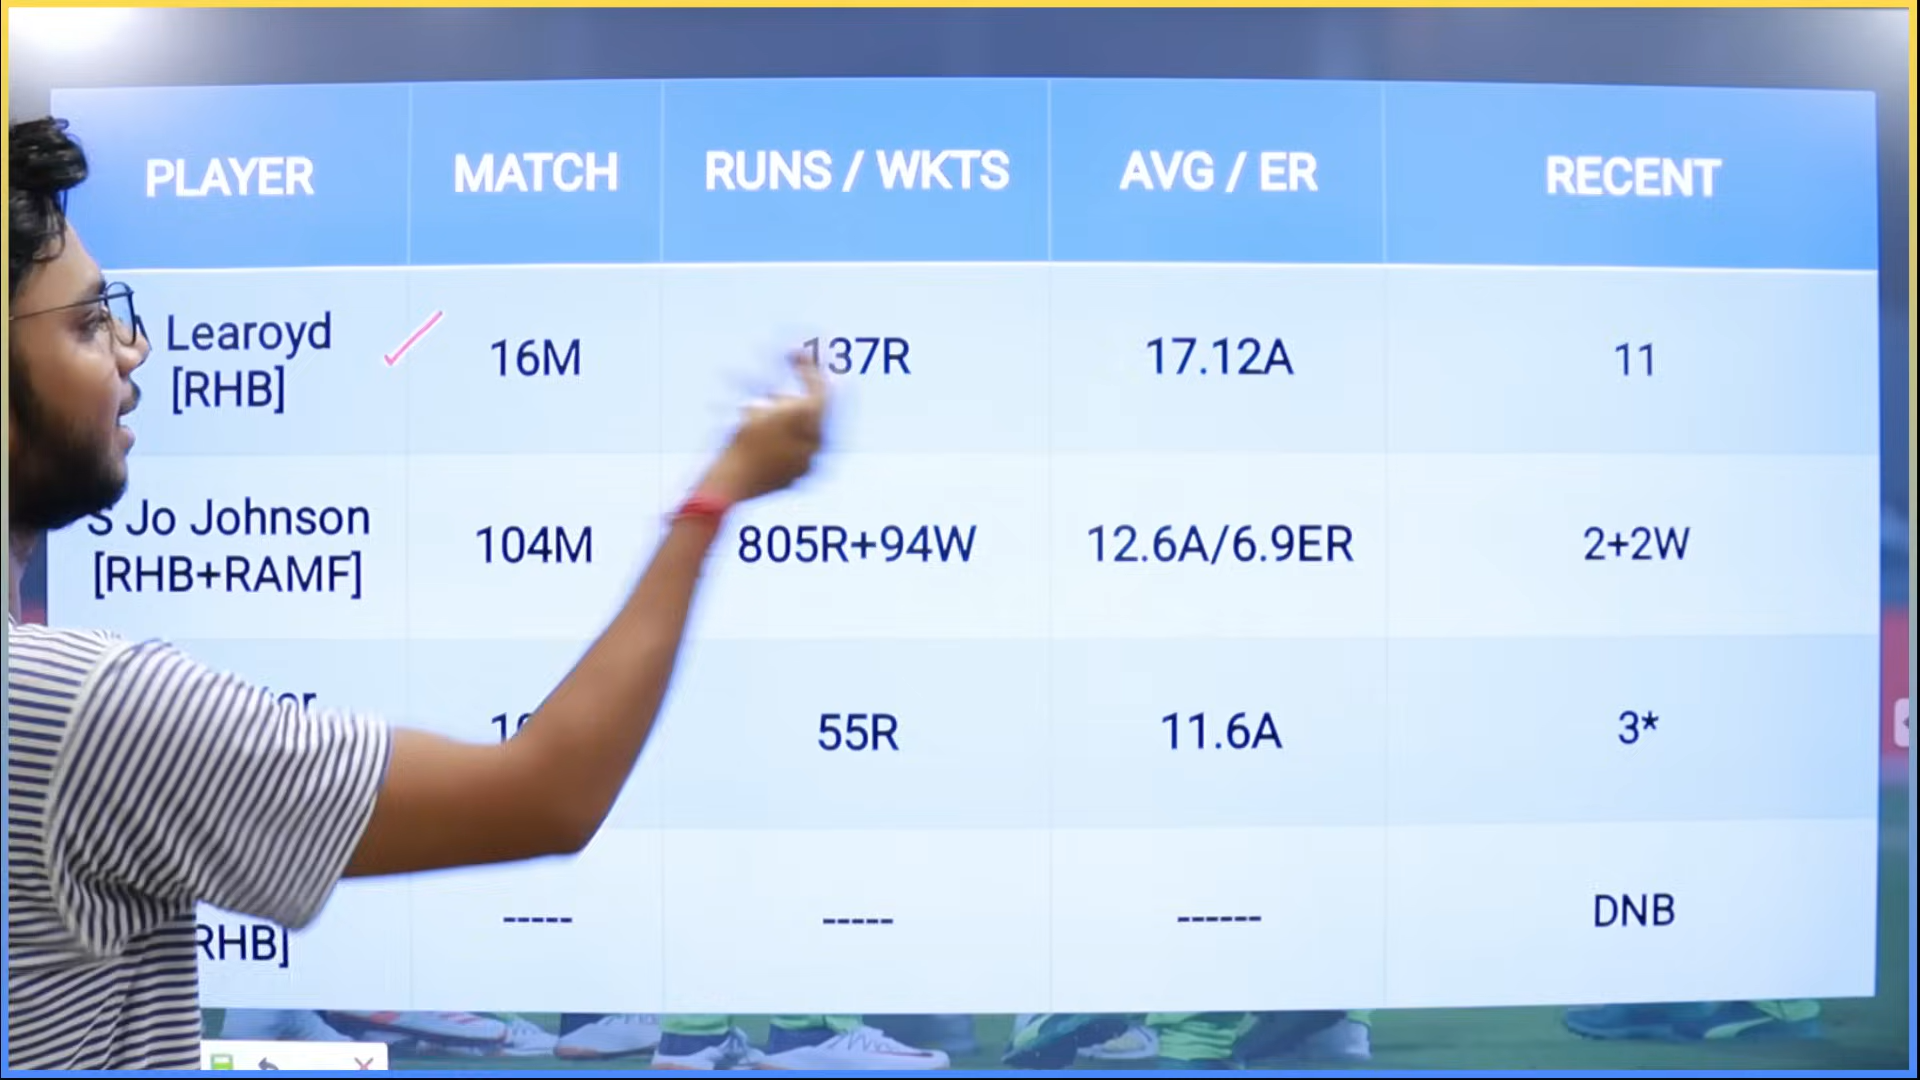 PLAYER MATCH RUNS / WKTS AVG / ER RECENT
Learoyd
[RHB]
16M 137R 17.12A 11
S Jo Johnson
[RHB+RAMF]
104M 805R+94W 12.6A/6.9ER 2+2W
55R 11.6A 3*
RHB]
----- ----- ------ DNB